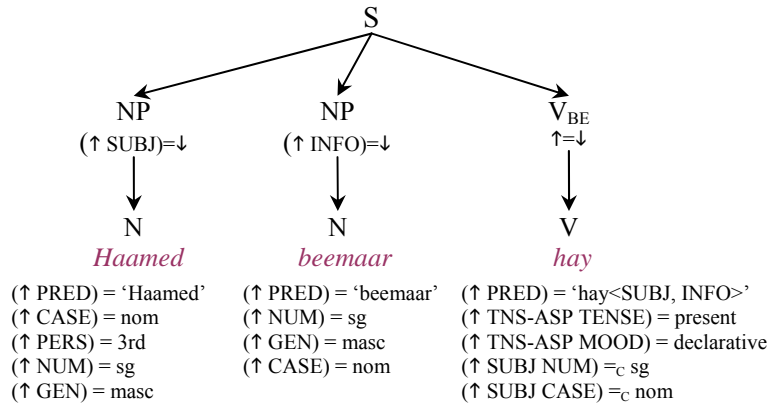 S
NP NP V_BE
(↑ SUBJ)=↓ (↑ INFO)=↓ ↑=↓
N N V
Haamed beemaar hay
(↑ PRED) = ‘Haamed’ (↑ PRED) = ‘beemaar’ (↑ PRED) = ‘hay<SUBJ, INFO>’
(↑ CASE) = nom (↑ NUM) = sg (↑ TNS-ASP TENSE) = present
(↑ PERS) = 3rd (↑ GEN) = masc (↑ TNS-ASP MOOD) = declarative
(↑ NUM) = sg (↑ CASE) = nom (↑ SUBJ NUM) =C sg
(↑ GEN) = masc (↑ SUBJ CASE) =C nom